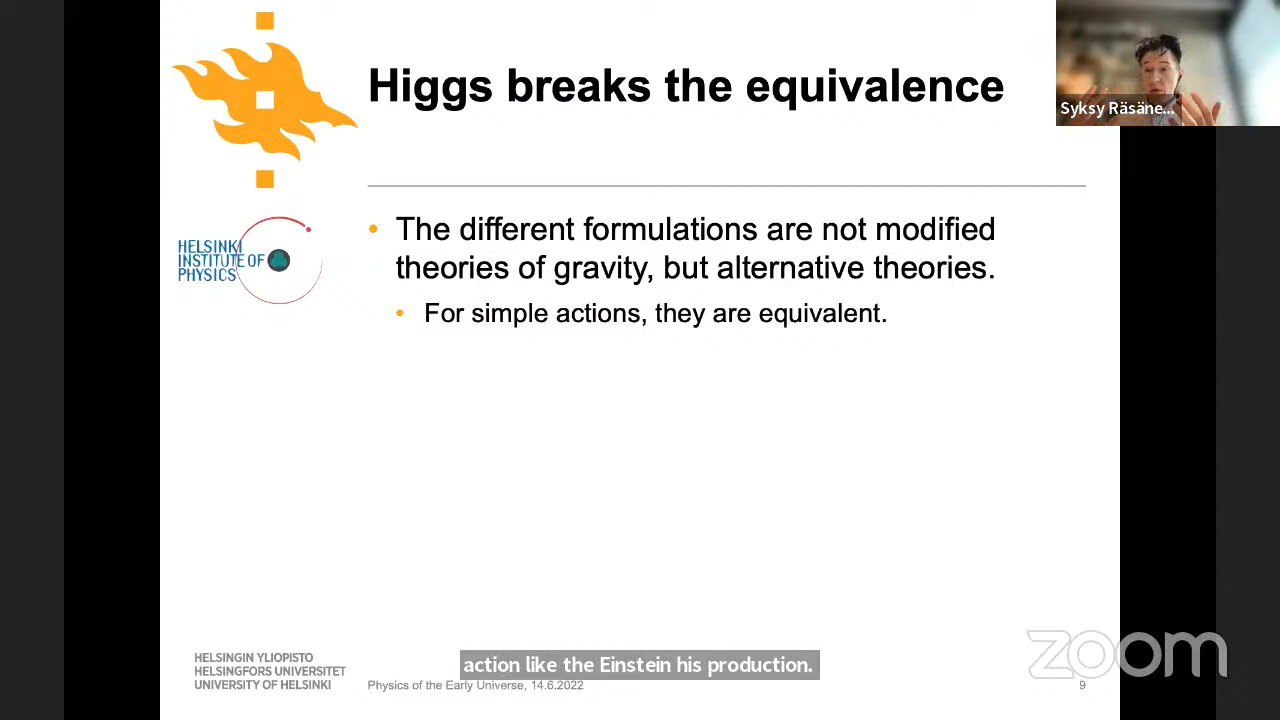 Higgs breaks the equivalence
Syksy Räsäne...
HELSINKI
INSTITUTE OF
PHYSICS
• The different formulations are not modified
theories of gravity, but alternative theories.
• For simple actions, they are equivalent.
HELSINGIN YLIOPISTO
HELSINGFORS UNIVERSITET
UNIVERSITY OF HELSINKI
action like the Einstein his production.
Physics of the Early Universe, 14.6.2022
9
zoom